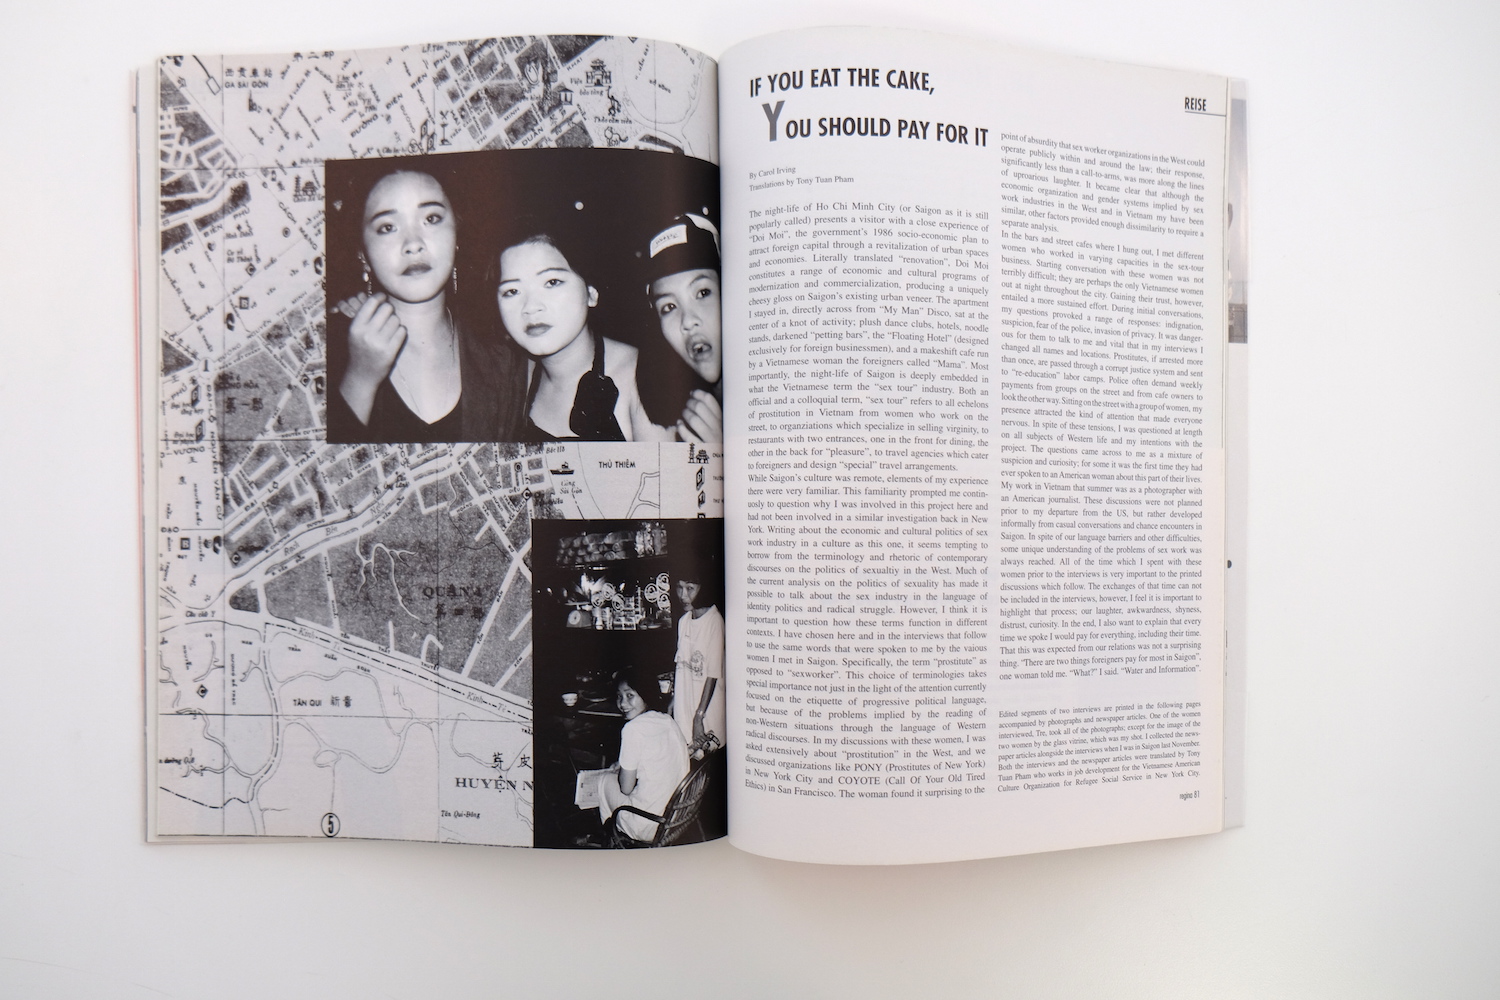 GA SAI GON
THỦ THIÊM
QUẬN
TÂN QUI
HUYỆN N
Tân Qui-Đông
5
IF YOU EAT THE CAKE,
YOU SHOULD PAY FOR IT
REISE
By Carol Irving
Translations by Tony Tuan Pham
The night-life of Ho Chi Minh City (or Saigon as it is still
popularly called) presents a visitor with a close experience of
"Doi Moi", the government's 1986 socio-economic plan to
attract foreign capital through a revitalization of urban spaces
and economies. Literally translated "renovation", Doi Moi
constitutes a range of economic and cultural programs of
modernization and commercialization, producing a uniquely
cheesy gloss on Saigon's existing urban veneer. The apartment
I stayed in, directly across from "My Man" Disco, sat at the
center of a knot of activity; plush dance clubs, hotels, noodle
stands, darkened "petting bars", the "Floating Hotel" (designed
exclusively for foreign businessmen), and a makeshift cafe run
by a Vietnamese woman the foreigners called "Mama". Most
importantly, the night-life of Saigon is deeply embedded in
what the Vietnamese term the "sex tour" industry. Both an
official and a colloquial term, "sex tour" refers to all echelons
of prostitution in Vietnam from women who work on the
street, to organziations which specialize in selling virginity, to
restaurants with two entrances, one in the front for dining, the
other in the back for "pleasure", to travel agencies which cater
to foreigners and design "special" travel arrangements.
While Saigon's culture was remote, elements of my experience
there were very familiar. This familiarity prompted me contin-
uosly to question why I was involved in this project here and
had not been involved in a similar investigation back in New
York. Writing about the economic and cultural politics of sex
work industry in a culture as this one, it seems tempting to
borrow from the terminology and rhetoric of contemporary
discourses on the politics of sexualtiy in the West. Much of
the current analysis on the politics of sexuality has made it
possible to talk about the sex industry in the language of
identity politics and radical struggle. However, I think it is
important to question how these terms function in different
contexts. I have chosen here and in the interviews that follow
to use the same words that were spoken to me by the vaious
women I met in Saigon. Specifically, the term "prostitute" as
opposed to "sexworker". This choice of terminologies takes
special importance not just in the light of the attention currently
focused on the etiquette of progressive political language,
but because of the problems implied by the reading of
non-Western situations through the language of Western
radical discourses. In my discussions with these women, I was
asked extensively about "prostitution" in the West, and we
discussed organizations like PONY (Prostitutes of New York)
in New York City and COYOTE (Call Of Your Old Tired
Ethics) in San Francisco. The woman found it surprising to the
point of absurdity that sex worker organizations in the West could
operate publicly within and around the law; their response,
significantly less than a call-to-arms, was more along the lines
of uproarious laughter. It became clear that although the
economic organization and gender systems implied by sex
work industries in the West and in Vietnam my have been
similar, other factors provided enough dissimilarity to require a
separate analysis.
In the bars and street cafes where I hung out, I met different
women who worked in varying capacities in the sex-tour
business. Starting conversation with these women was not
terribly difficult; they are perhaps the only Vietnamese women
out at night throughout the city. Gaining their trust, however,
entailed a more sustained effort. During initial conversations,
my questions provoked a range of responses: indignation,
suspicion, fear of the police, invasion of privacy. It was danger-
ous for them to talk to me and vital that in my interviews I
changed all names and locations. Prostitutes, if arrested more
than once, are passed through a corrupt justice system and sent
to "re-education" labor camps. Police often demand weekly
payments from groups on the street and from cafe owners to
look the other way. Sitting on the street with a group of women, my
presence attracted the kind of attention that made everyone
nervous. In spite of these tensions, I was questioned at length
on all subjects of Western life and my intentions with the
project. The questions came across to me as a mixture of
suspicion and curiosity; for some it was the first time they had
ever spoken to an American woman about this part of their lives.
My work in Vietnam that summer was as a photographer with
an American journalist. These discussions were not planned
prior to my departure from the US, but rather developed
informally from casual conversations and chance encounters in
Saigon. In spite of our language barriers and other difficulties,
some unique understanding of the problems of sex work was
always reached. All of the time which I spent with these
women prior to the interviews is very important to the printed
discussions which follow. The exchanges of that time can not
be included in the interviews, however, I feel it is important to
highlight that process; our laughter, awkwardness, shyness,
distrust, curiosity. In the end, I also want to explain that every
time we spoke I would pay for everything, including their time.
That this was expected from our relations was not a surprising
thing. "There are two things foreigners pay for most in Saigon",
one woman told me. "What?" I said. "Water and Information".
Edited segments of two interviews are printed in the following pages
accompanied by photographs and newspaper articles. One of the women
interviewed, Tre, took all of the photographs; except for the image of the
two women by the glass vitrine, which was my shot. I collected the news-
paper articles alongside the interviews when I was in Saigon last November.
Both the interviews and the newspaper articles were translated by Tony
Tuan Pham who works in job development for the Vietnamese American
Culture Organization for Refugee Social Service in New York City.
regina 81